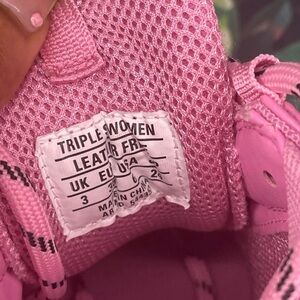 TRIPLE S WOMEN
LEATHER FREE
UK EU USA
3
MADE IN CHINA